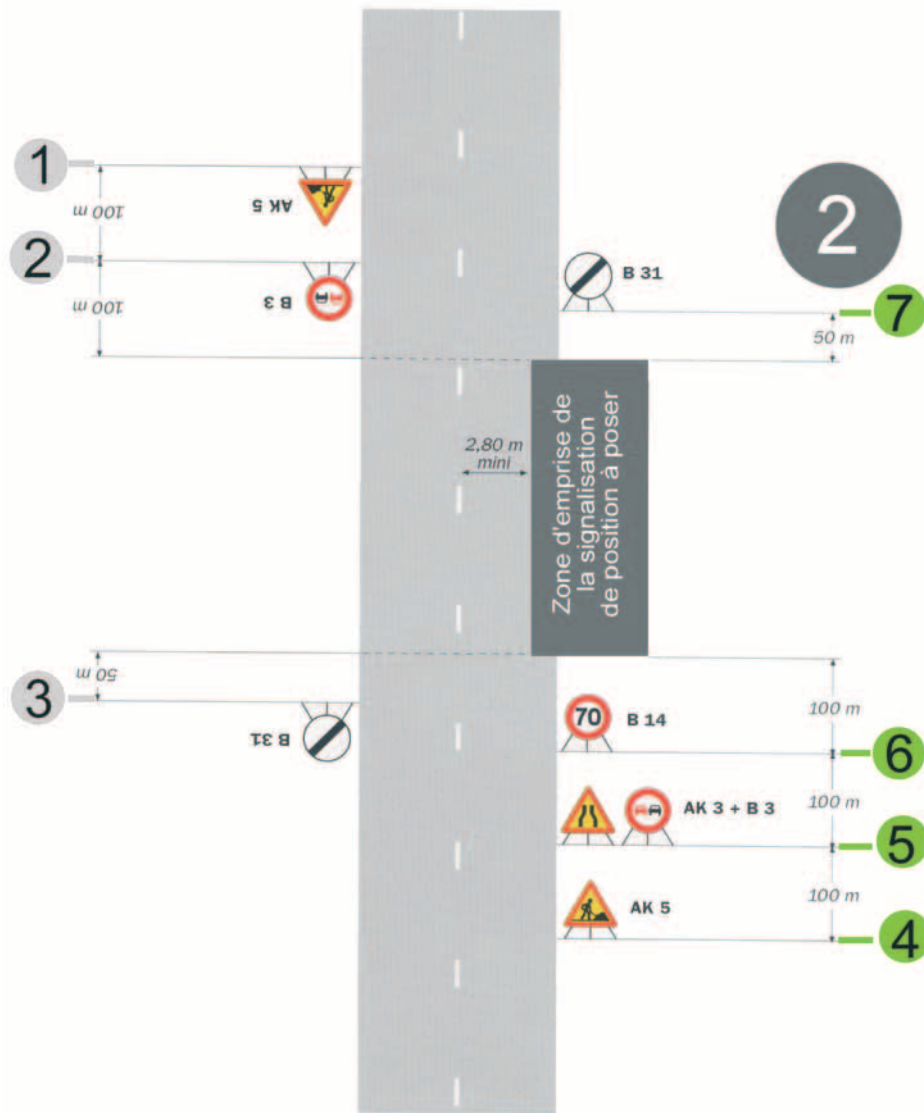 1
100 m
AK 5
2
100 m
B 3
2
B 31
7
50 m
2,80 m
mini
Zone d'emprise de
la signalisation
de position à poser
50 m
3
B 31
70
B 14
100 m
6
AK 3 + B 3
100 m
5
AK 5
100 m
4